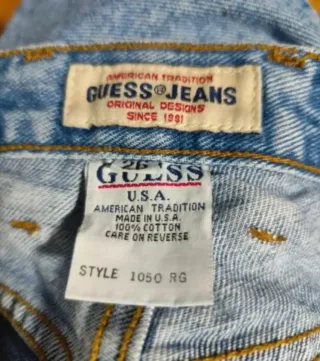 AMERICAN TRADITION
GUESS® JEANS
ORIGINAL DESIGNS
SINCE 1981
26
GUESS
U.S.A.
AMERICAN TRADITION
MADE IN U.S.A.
100% COTTON
CARE ON REVERSE
STYLE 1050 RG